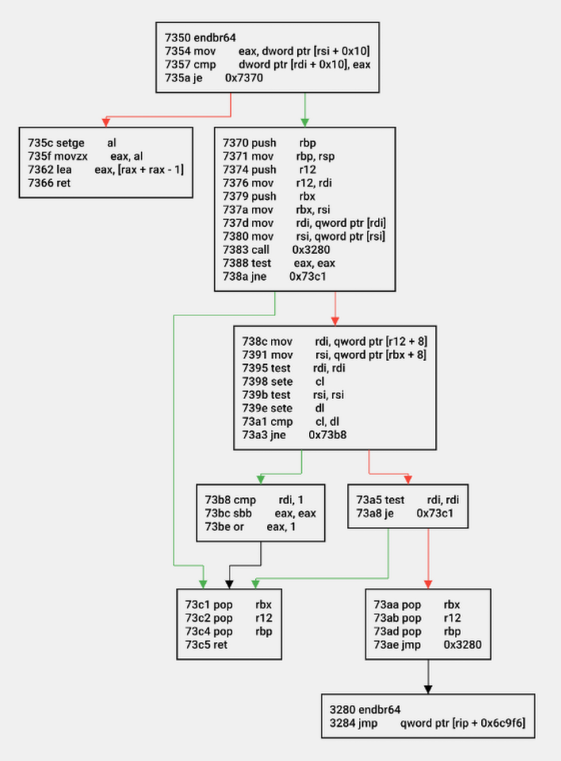 7350 endbr64
7354 mov eax, dword ptr [rsi + 0x10]
7357 cmp dword ptr [rdi + 0x10], eax
735a je 0x7370
735c setge al
735f movzx eax, al
7362 lea eax, [rax + rax - 1]
7366 ret
7370 push rbp
7371 mov rbp, rsp
7374 push r12
7376 mov r12, rdi
7379 push rbx
737a mov rbx, rsi
737d mov rdi, qword ptr [rdi]
7380 mov rsi, qword ptr [rsi]
7383 call 0x3280
7388 test eax, eax
738a jne 0x73c1
738c mov rdi, qword ptr [r12 + 8]
7391 mov rsi, qword ptr [rbx + 8]
7395 test rdi, rdi
7398 sete cl
739b test rsi, rsi
739e sete dl
73a1 cmp cl, dl
73a3 jne 0x73b8
73b8 cmp rdi, 1
73bc sbb eax, eax
73be or eax, 1
73a5 test rdi, rdi
73a8 je 0x73c1
73c1 pop rbx
73c2 pop r12
73c4 pop rbp
73c5 ret
73aa pop rbx
73ab pop r12
73ad pop rbp
73ae jmp 0x3280
3280 endbr64
3284 jmp qword ptr [rip + 0x6c9f6]